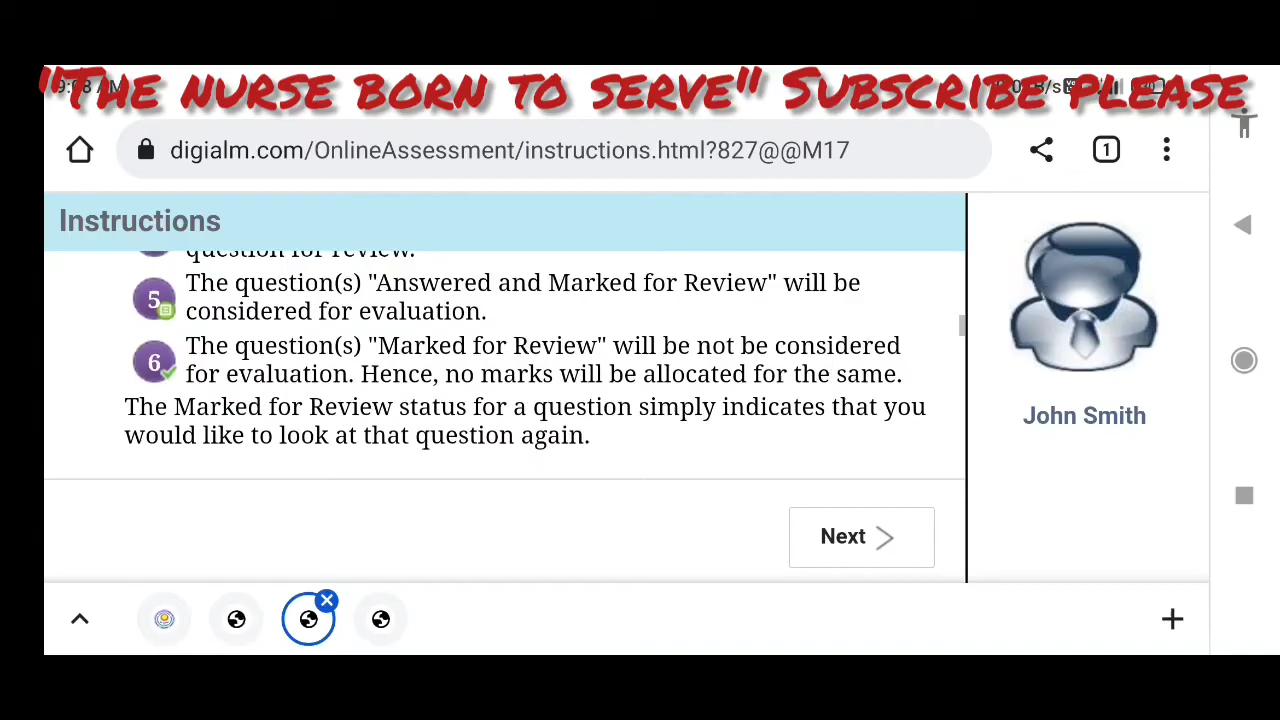 "The nurse born to serve" Subscribe please
digialm.com/OnlineAssessment/instructions.html?827@@M17
1
Instructions
question for review.
5 The question(s) "Answered and Marked for Review" will be
considered for evaluation.
6 The question(s) "Marked for Review" will be not be considered
for evaluation. Hence, no marks will be allocated for the same.
The Marked for Review status for a question simply indicates that you
would like to look at that question again.
Next
John Smith